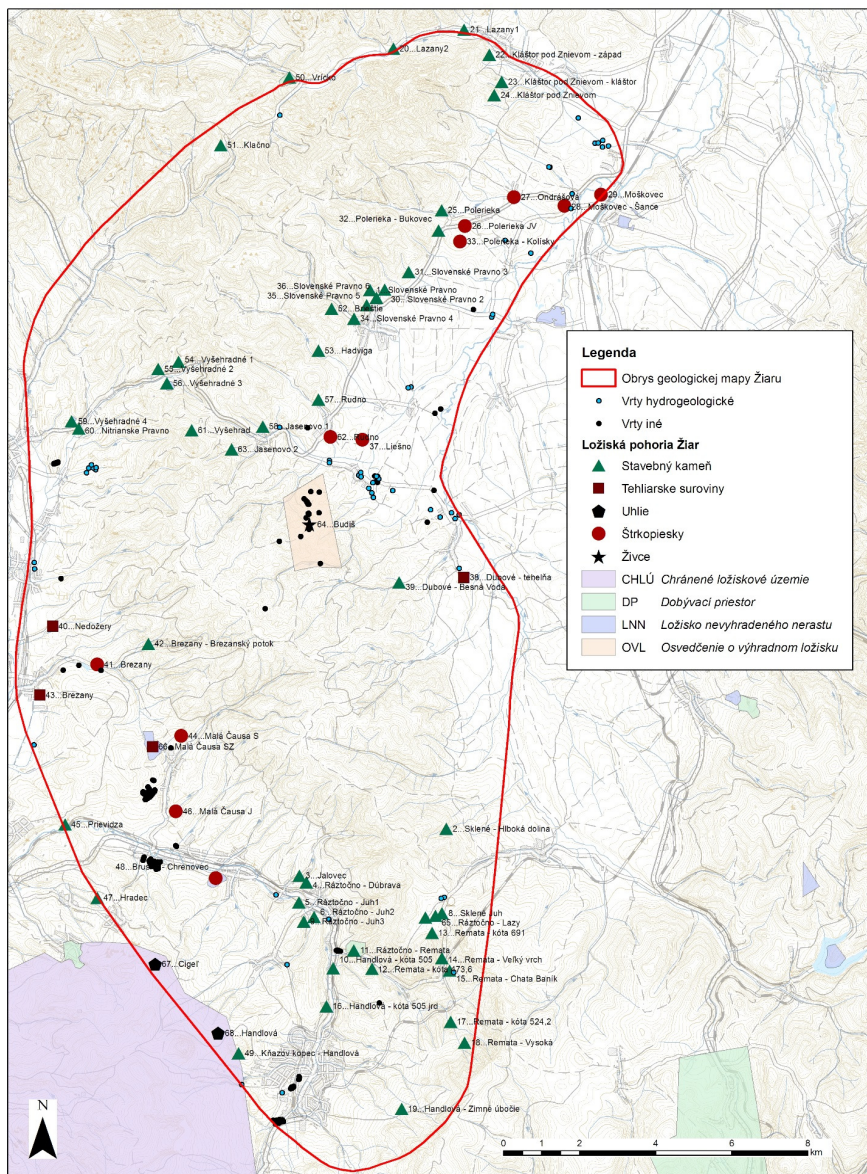 21...Lazany1
20...Lazany2
22...Kláštor pod Znievom - západ
50...Vrícko
23...Kláštor pod Znievom - kláštor
24...Kláštor pod Znievom
51...Klačno
27...Ondrášová
29...Moškovec
28...Moškovec - Šance
25...Polerieka
32...Polerieka - Bukovec
26...Polerieka JV
33...Polerieka - Kolísky
31...Slovenské Pravno 3
36...Slovenské Pravno 6
1...Slovenské Pravno
35...Slovenské Pravno 5
30...Slovenské Pravno 2
34...Slovenské Pravno 4
53...Hadviga
54...Vyšehradné 1
55...Vyšehradné 2
56...Vyšehradné 3
57...Rudno
59...Vyšehradné 4
60...Nitrianske Pravno
61...Vyšehrad
58...Jasenovo 1
62...Rudno
37...Liešno
63...Jasenovo 2
64...Budiš
38...Dubové - tehelňa
39...Dubové - Besná Voda
40...Nedožery
42...Brezany - Brezanský potok
41...Brezany
43...Brezany
44...Malá Čausa S
66...Malá Čausa SZ
46...Malá Čausa J
45...Prievidza
2...Sklené - Hlboká dolina
48...Brusno - Chrenovec
3...Jalovec
4...Ráztočno - Dúbrava
47...Hradec
5...Ráztočno - Juh1
6...Ráztočno - Juh2
Ráztočno - Juh3
8...Sklené Juh
65...Ráztočno - Lazy
13...Remata - kóta 691
11...Ráztočno - Remata
10...Handlová - kóta 505
14...Remata - Veľký vrch
12...Remata - kóta 473,6
15...Remata - Chata Baník
67...Cigeľ
16...Handlová - kóta 505 jrd
17...Remata - kóta 524,2
68...Handlová
18...Remata - Vysoká
49...Kňazov kopec - Handlová
19...Handlová - Zimné úbočie
Legenda
Obrys geologickej mapy Žiaru
Vrty hydrogeologické
Vrty iné
Ložiská pohoria Žiar
Stavebný kameň
Tehliarske suroviny
Uhlie
Štrkopiesky
Živce
CHLÚ Chránené ložiskové územie
DP Dobývací priestor
LNN Ložisko nevyhradeného nerastu
OVL Osvedčenie o výhradnom ložisku
N
0 2 4 6 8
km